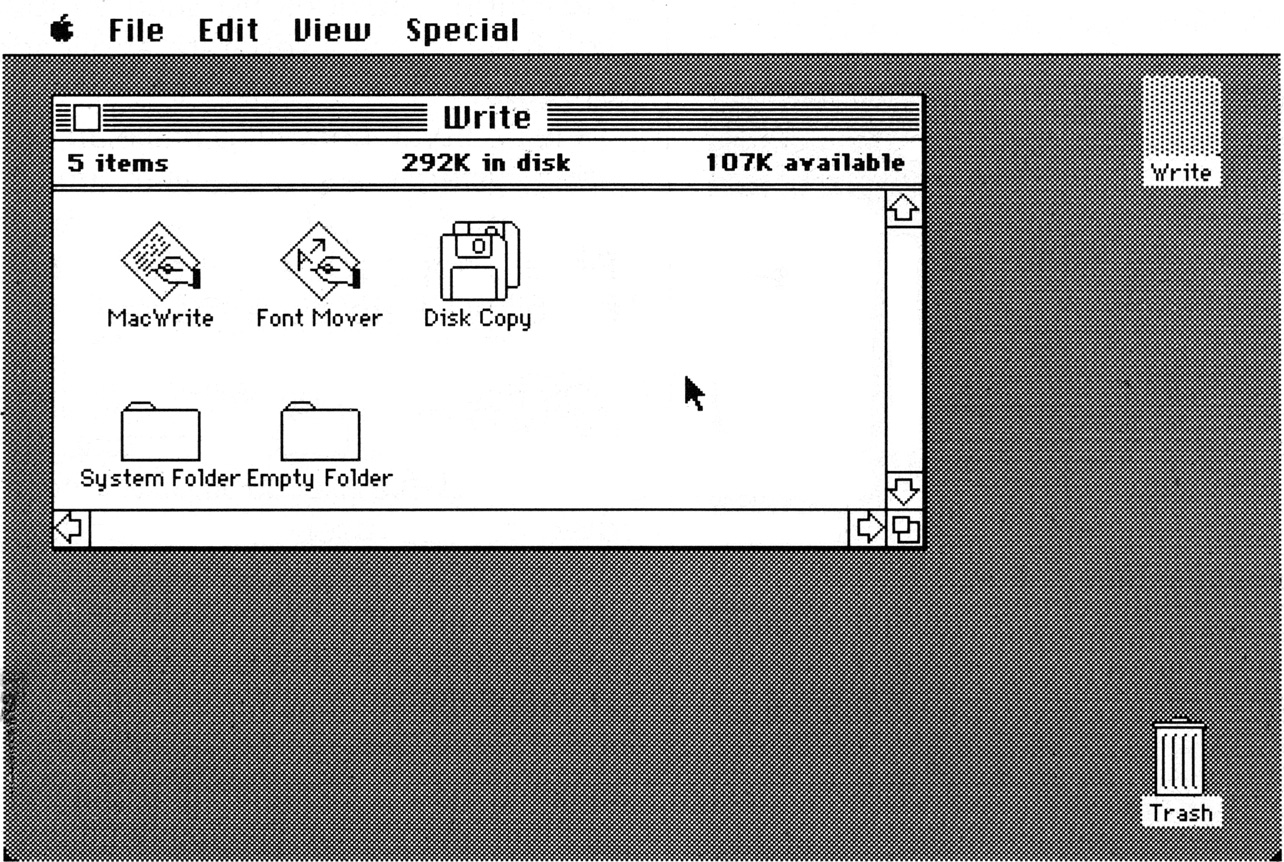 File Edit View Special
Write
5 items 292K in disk 107K available
Write
MacWrite Font Mover Disk Copy
System Folder Empty Folder
Trash